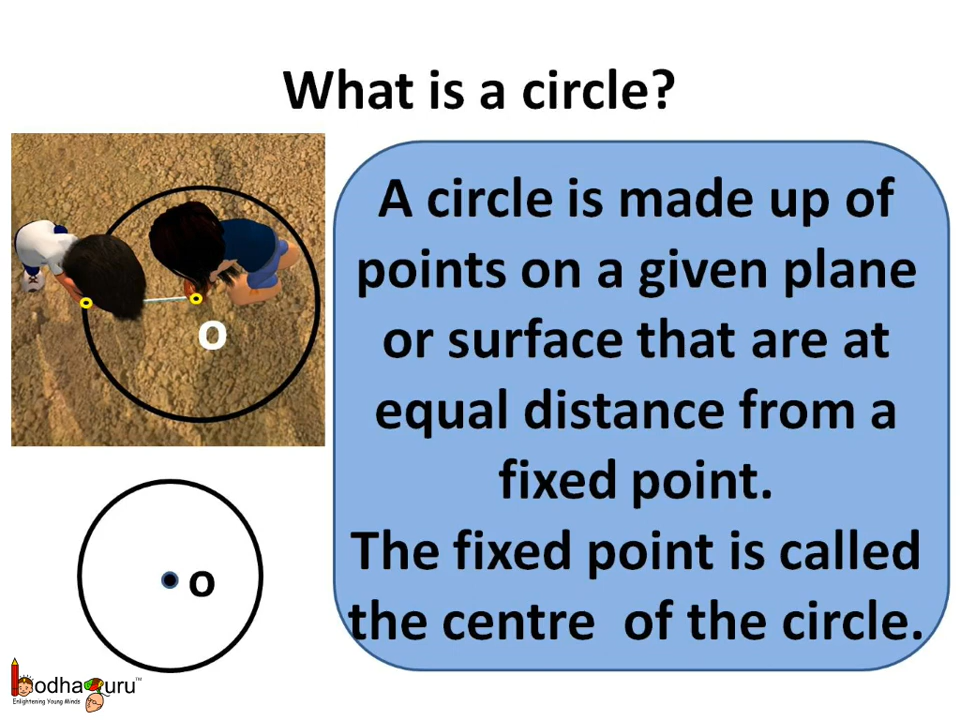 What is a circle?
A circle is made up of
points on a given plane
or surface that are at
equal distance from a
fixed point.
The fixed point is called
the centre of the circle.
O
o
BodhaGuru™
Enlightening Young Minds